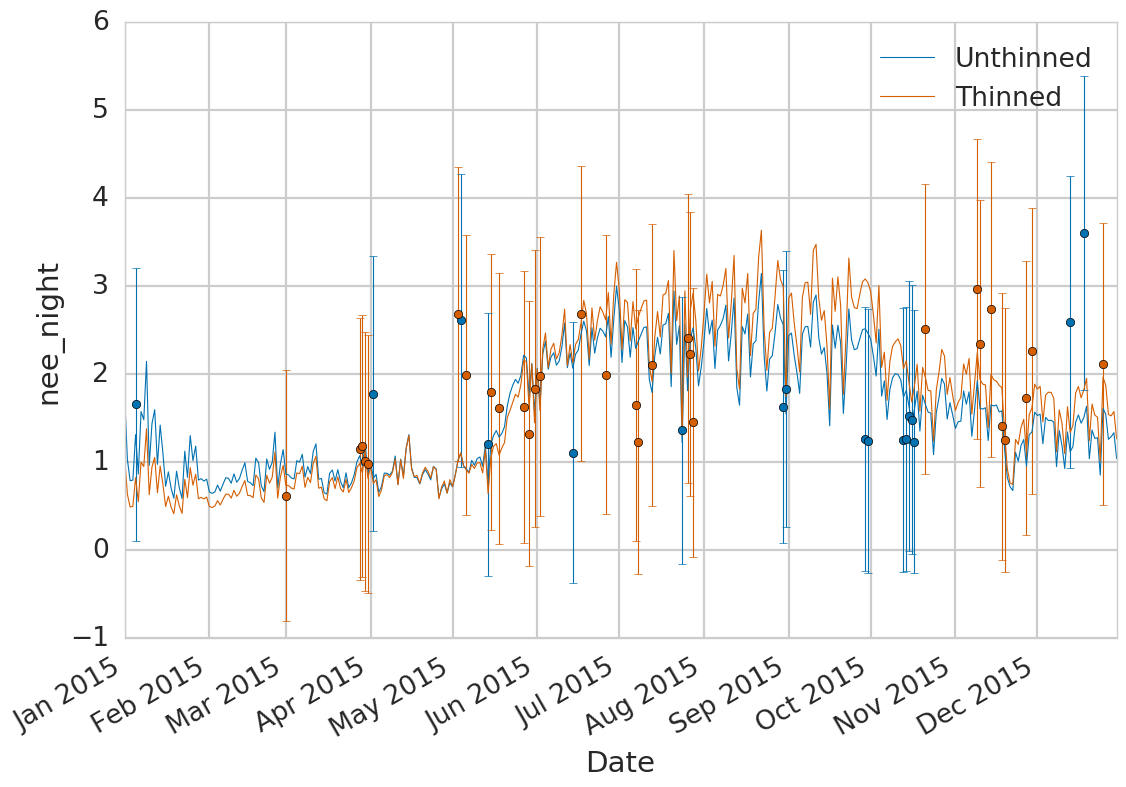 6
5
4
3
2
1
0
−1
nee_night
Unthinned
Thinned
Jan 2015
Feb 2015
Mar 2015
Apr 2015
May 2015
Jun 2015
Jul 2015
Aug 2015
Sep 2015
Oct 2015
Nov 2015
Dec 2015
Date